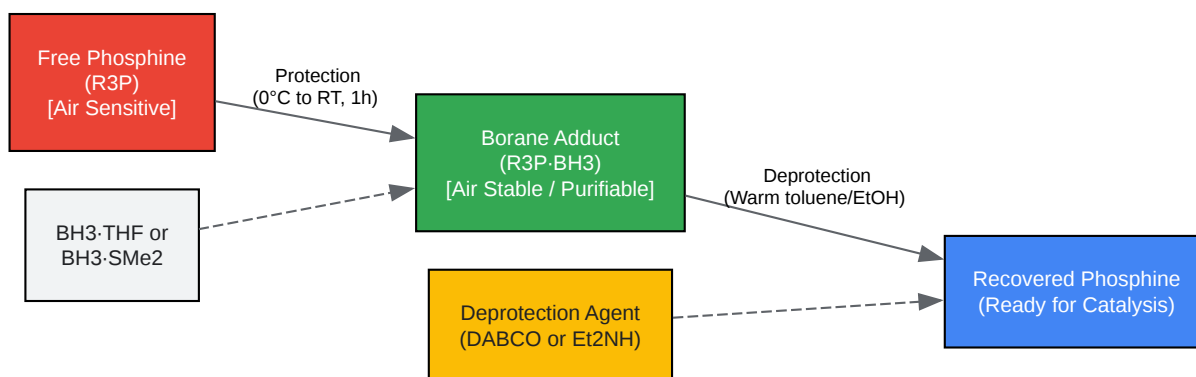 Free Phosphine
(R3P)
[Air Sensitive]
Protection
(0°C to RT, 1h)
BH3·THF or
BH3·SMe2
Borane Adduct
(R3P·BH3)
[Air Stable / Purifiable]
Deprotection
(Warm toluene/EtOH)
Deprotection Agent
(DABCO or Et2NH)
Recovered Phosphine
(Ready for Catalysis)